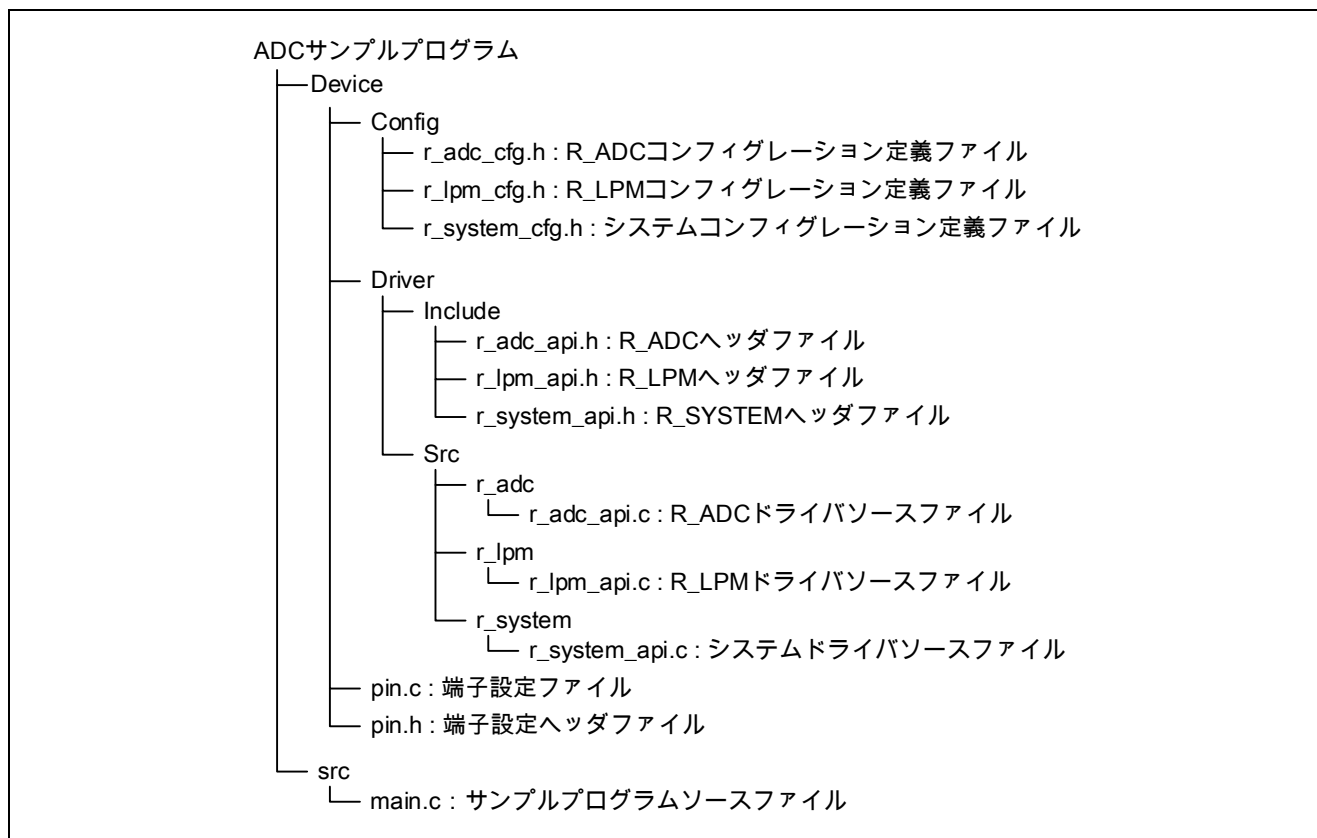 ADCサンプルプログラム
Device
Config
r_adc_cfg.h : R_ADCコンフィグレーション定義ファイル
r_lpm_cfg.h : R_LPMコンフィグレーション定義ファイル
r_system_cfg.h : システムコンフィグレーション定義ファイル
Driver
Include
r_adc_api.h : R_ADCヘッダファイル
r_lpm_api.h : R_LPMヘッダファイル
r_system_api.h : R_SYSTEMヘッダファイル
Src
r_adc
r_adc_api.c : R_ADCドライバソースファイル
r_lpm
r_lpm_api.c : R_LPMドライバソースファイル
r_system
r_system_api.c : システムドライバソースファイル
pin.c : 端子設定ファイル
pin.h : 端子設定ヘッダファイル
src
main.c : サンプルプログラムソースファイル